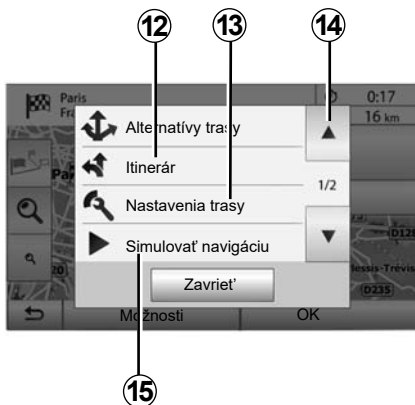 12 13 14
Paris 0:17
Fra 16 km
Alternatívy trasy
Itinerár
1/2
Nastavenia trasy
Simulovať navigáciu
Zavrieť
D235
Možnosti OK
15